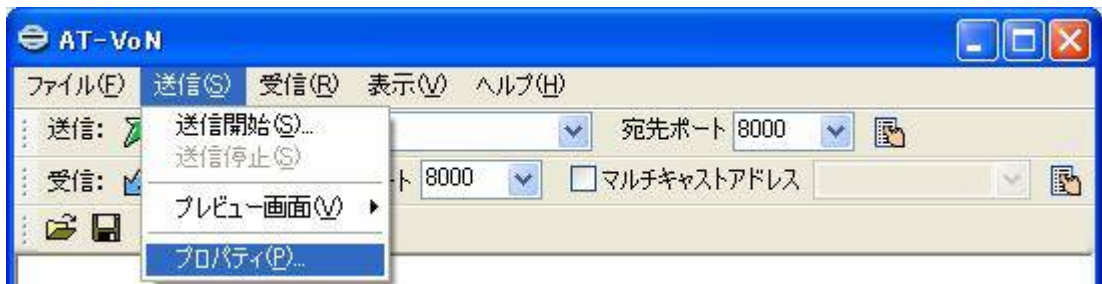 AT-VoN
ファイル(F) 送信(S) 受信(R) 表示(V) ヘルプ(H)
送信: 宛先ポート 8000
送信開始(S)...
送信停止(S)
受信: ート 8000 マルチキャストアドレス
プレビュー画面(V)
プロパティ(P)...